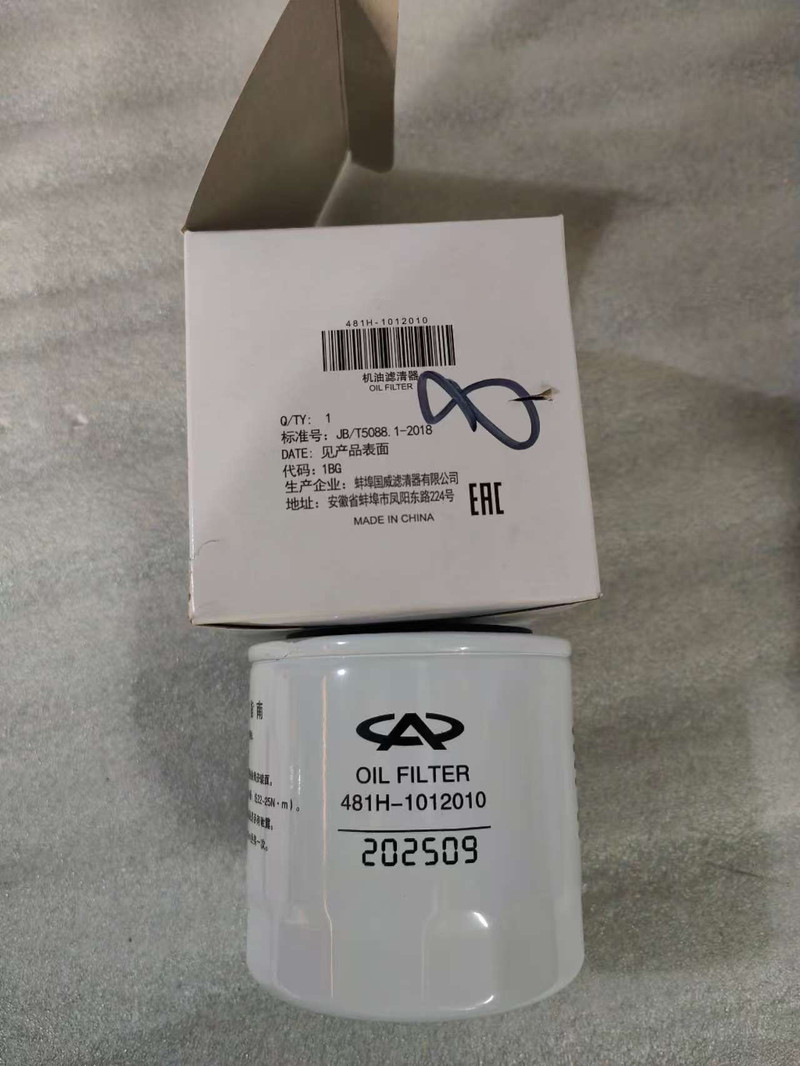 481H-1012010
机油滤清器
OIL FILTER
Q/TY: 1
标准号: JB/T5088.1-2018
DATE: 见产品表面
代码: 1BG
生产企业: 蚌埠国威滤清器有限公司
地址: 安徽省蚌埠市凤阳东路224号
EAC
MADE IN CHINA
南
OIL FILTER
481H-1012010
202509